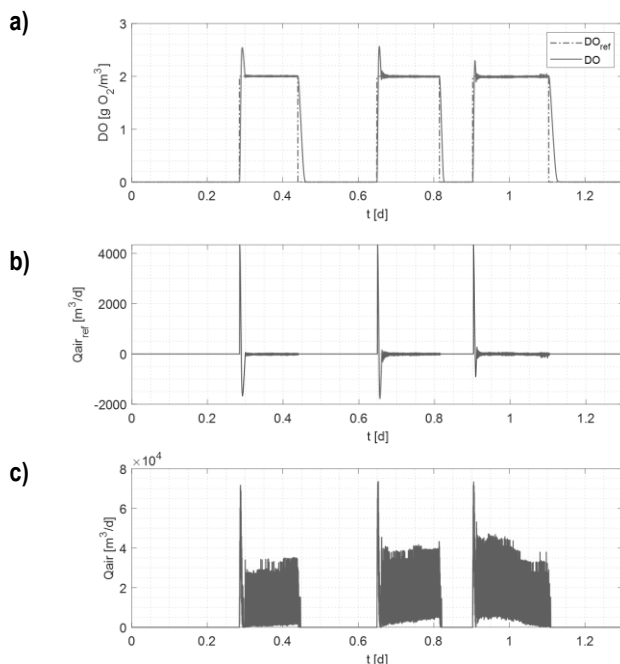 a)
3
2
1
0
DO [g O2/m3]
DOref
DO
0 0.2 0.4 0.6 0.8 1 1.2
t [d]
b)
4000
2000
0
-2000
Qairref [m3/d]
0 0.2 0.4 0.6 0.8 1 1.2
t [d]
c)
×10⁴
8
6
4
2
0
Qair [m3/d]
0 0.2 0.4 0.6 0.8 1 1.2
t [d]